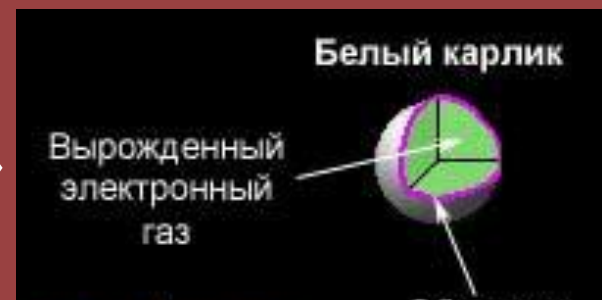 Белый карлик
Вырожденный
электронный
газ